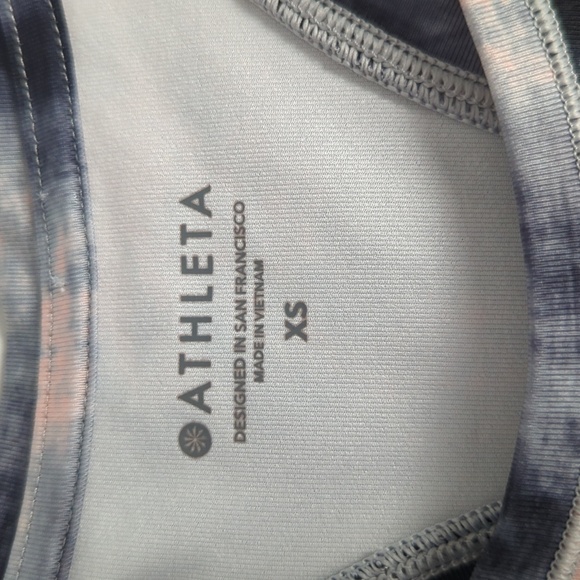 ATHLETA
DESIGNED IN SAN FRANCISCO
MADE IN VIETNAM
XS